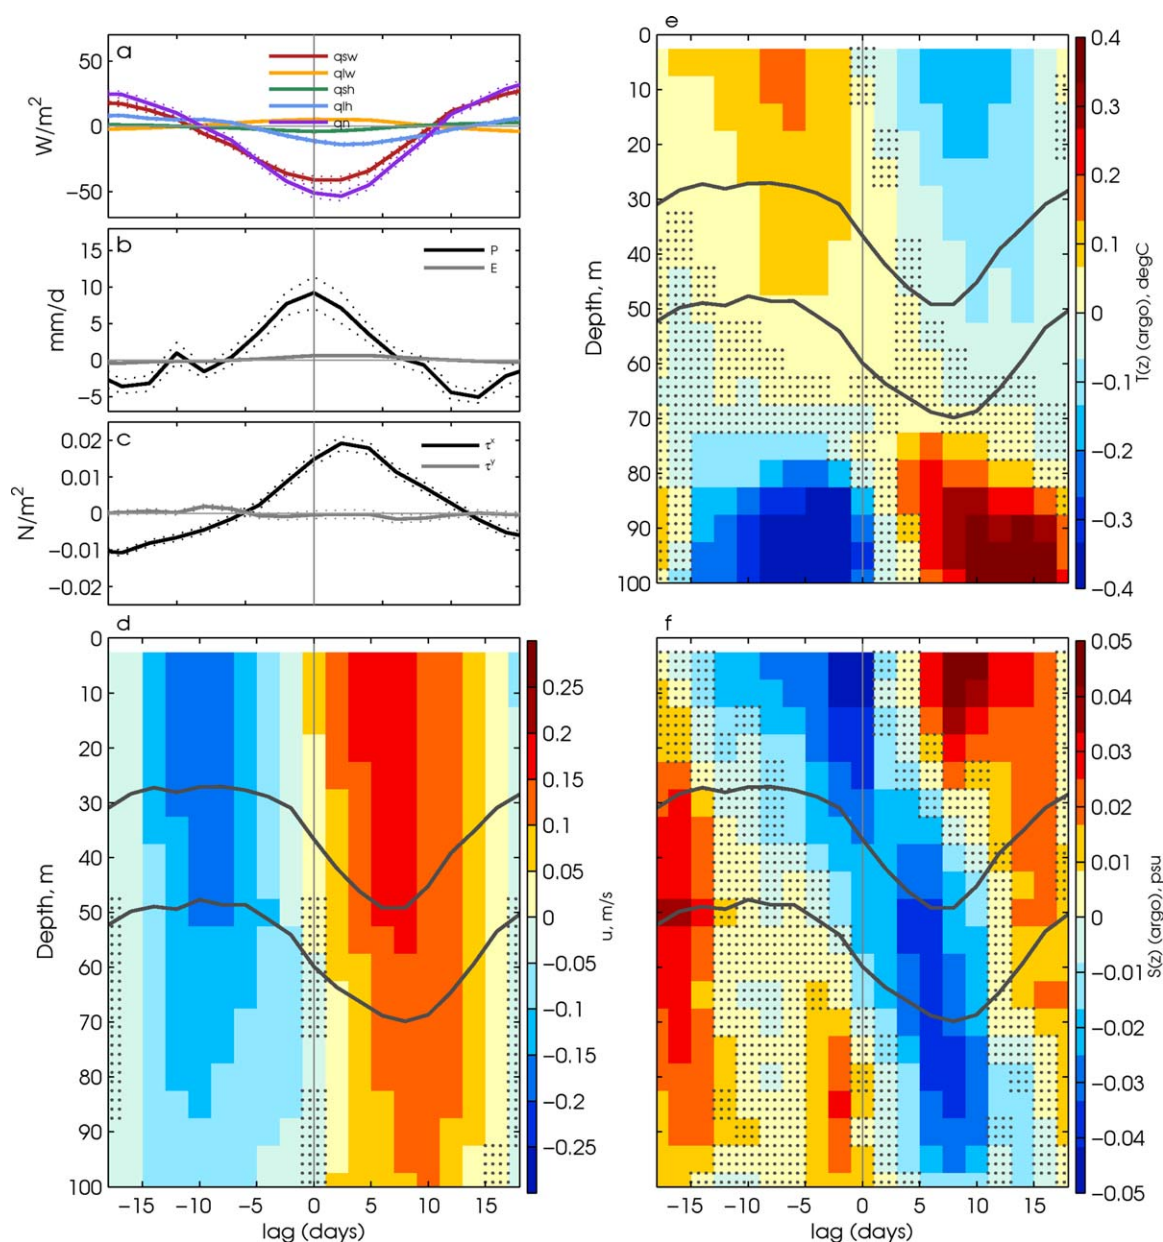 a
qsw
qlw
qsh
qlh
qn
50
0
−50
W/m²
b
P
E
15
10
5
0
−5
mm/d
c
τˣ
τʸ
0.02
0.01
0
−0.01
−0.02
N/m²
d
0
10
20
30
40
50
60
70
80
90
100
Depth, m
−15 −10 −5 0 5 10 15
lag (days)
0.25
0.2
0.15
0.1
0.05
0
−0.05
−0.1
−0.15
−0.2
−0.25
u, m/s
e
0
10
20
30
40
50
60
70
80
90
100
Depth, m
0.4
0.3
0.2
0.1
0
−0.1
−0.2
−0.3
−0.4
T(z) (argo), degC
f
−15 −10 −5 0 5 10 15
lag (days)
0.05
0.04
0.03
0.02
0.01
0
−0.01
−0.02
−0.03
−0.04
−0.05
S(z) (argo), psu